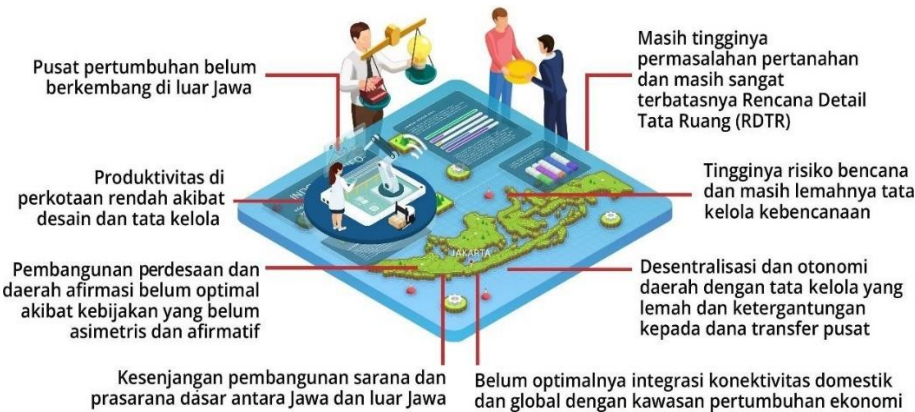 Pusat pertumbuhan belum
berkembang di luar Jawa
Produktivitas di
perkotaan rendah akibat
desain dan tata kelola
Pembangunan perdesaan dan
daerah afirmasi belum optimal
akibat kebijakan yang belum
asimetris dan afirmatif
Kesenjangan pembangunan sarana dan
prasarana dasar antara Jawa dan luar Jawa
Masih tingginya
permasalahan pertanahan
dan masih sangat
terbatasnya Rencana Detail
Tata Ruang (RDTR)
Tingginya risiko bencana
dan masih lemahnya tata
kelola kebencanaan
Desentralisasi dan otonomi
daerah dengan tata kelola yang
lemah dan ketergantungan
kepada dana transfer pusat
Belum optimalnya integrasi konektivitas domestik
dan global dengan kawasan pertumbuhan ekonomi
JAKARTA